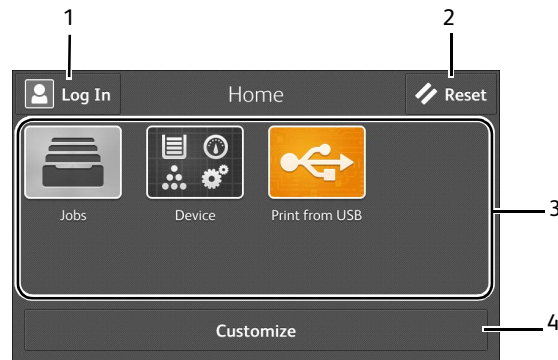 1 2
Log In Home Reset
Jobs Device Print from USB
3
Customize 4